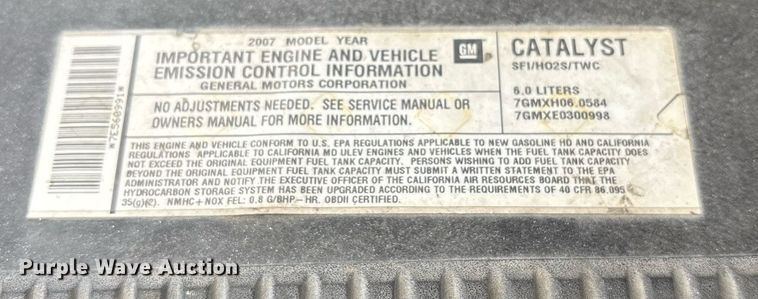 2007 MODEL YEAR
IMPORTANT ENGINE AND VEHICLE
EMISSION CONTROL INFORMATION
GENERAL MOTORS CORPORATION
GM
CATALYST
SFI/HO2S/TWC
NO ADJUSTMENTS NEEDED. SEE SERVICE MANUAL OR
OWNERS MANUAL FOR MORE INFORMATION.
6.0 LITERS
7GMXH06.0584
7GMXE0300998
THIS ENGINE AND VEHICLE CONFORM TO U.S. EPA REGULATIONS APPLICABLE TO NEW GASOLINE HD AND CALIFORNIA
REGULATIONS APPLICABLE TO CALIFORNIA MD ULEV ENGINES AND VEHICLES WHEN THE FUEL TANK CAPACITY DOES
NOT EXCEED THE ORIGINAL EQUIPMENT FUEL TANK CAPACITY. PERSONS WISHING TO ADD FUEL TANK CAPACITY
BEYOND THE ORIGINAL EQUIPMENT FUEL TANK CAPACITY MUST SUBMIT A WRITTEN STATEMENT TO THE EPA
ADMINISTRATOR AND NOTIFY THE EXECUTIVE OFFICER OF THE CALIFORNIA AIR RESOURCES BOARD THAT THE
HYDROCARBON STORAGE SYSTEM HAS BEEN UPGRADED ACCORDING TO THE REQUIREMENTS OF 40 CFR 86.095
35(g)(2). NMHC+NOX FEL: 0.8 G/BHP-HR. OBDII CERTIFIED.
Purple Wave Auction